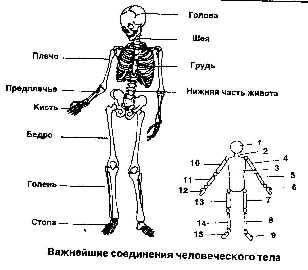 Голова
Шея
Плечо
Грудь
Предплечье
Нижняя часть живота
Кисть
Бедро
Голень
Стопа
1
2
10
4
3
11
5
12
6
13
7
14
8
15
9
Важнейшие соединения человеческого тела